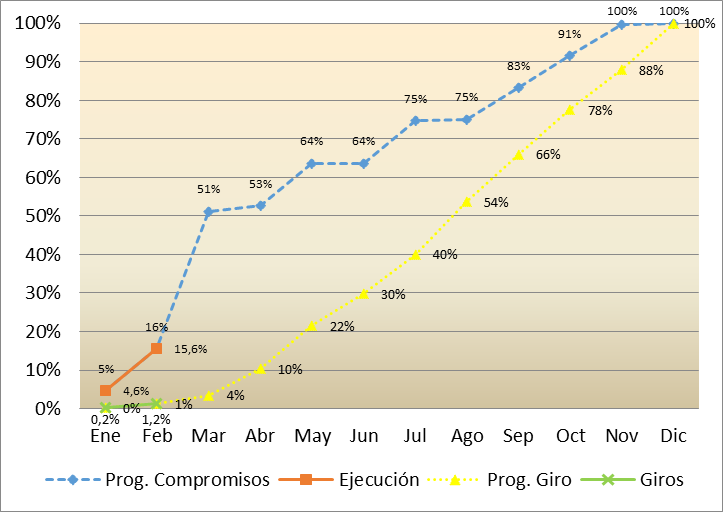 100% 100%
100% 100%
91%
90%
83% 88%
80%
75% 75% 78%
70%
64% 64% 66%
60%
51% 53% 54%
50%
40% 40%
30% 30%
20% 22%
16% 15,6%
10% 10%
5% 4,6% 4%
0% 0% 1%
0,2% 1,2%
Ene Feb Mar Abr May Jun Jul Ago Sep Oct Nov Dic
Prog. Compromisos Ejecución Prog. Giro Giros